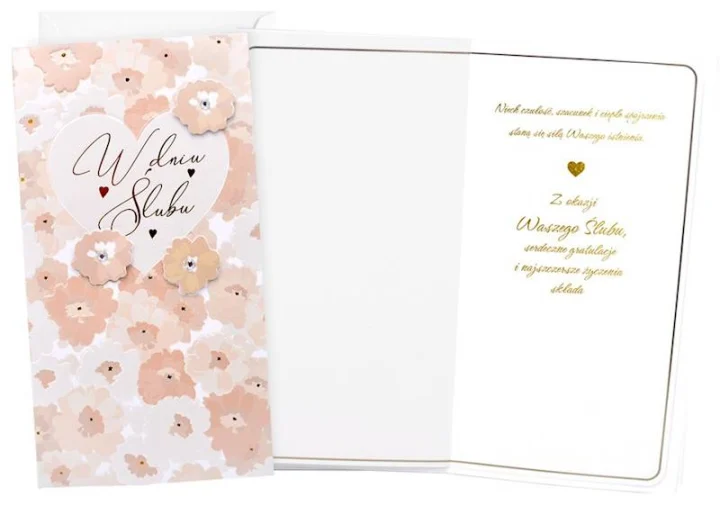 W dniu
Ślubu
Niech czułość, szacunek i ciepłe spojrzenia
staną się siłą Waszego istnienia.
Z okazji
Waszego Ślubu,
serdeczne gratulacje
i najszczersze życzenia
składa